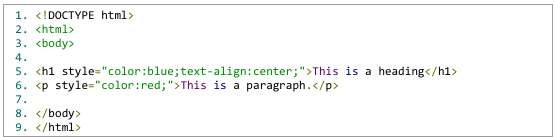 1. <!DOCTYPE html>
2. <html>
3. <body>
4.
5. <h1 style="color:blue;text-align:center;">This is a heading</h1>
6. <p style="color:red;">This is a paragraph.</p>
7.
8. </body>
9. </html>